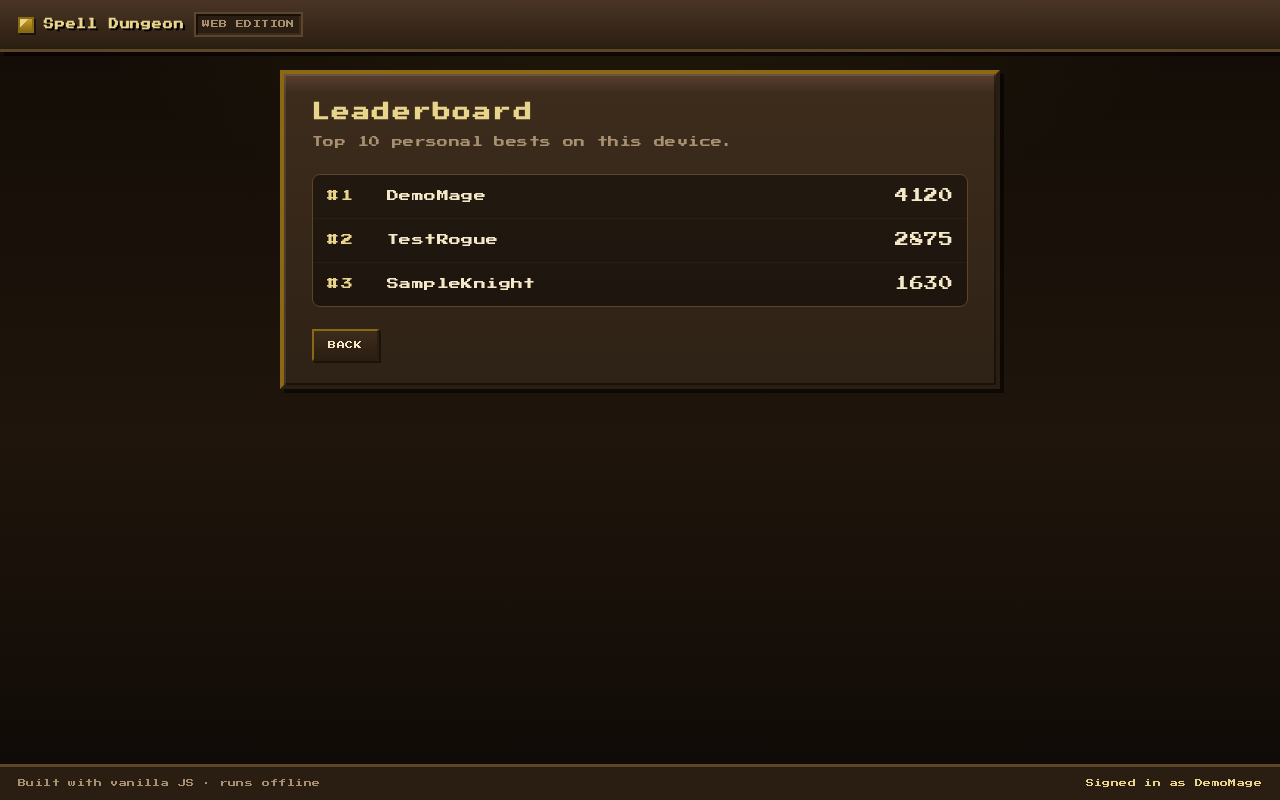 Spell Dungeon WEB EDITION
Leaderboard
Top 10 personal bests on this device.
#1 DemoMage 4120
#2 TestRogue 2875
#3 SampleKnight 1630
BACK
Built with vanilla JS · runs offline Signed in as DemoMage